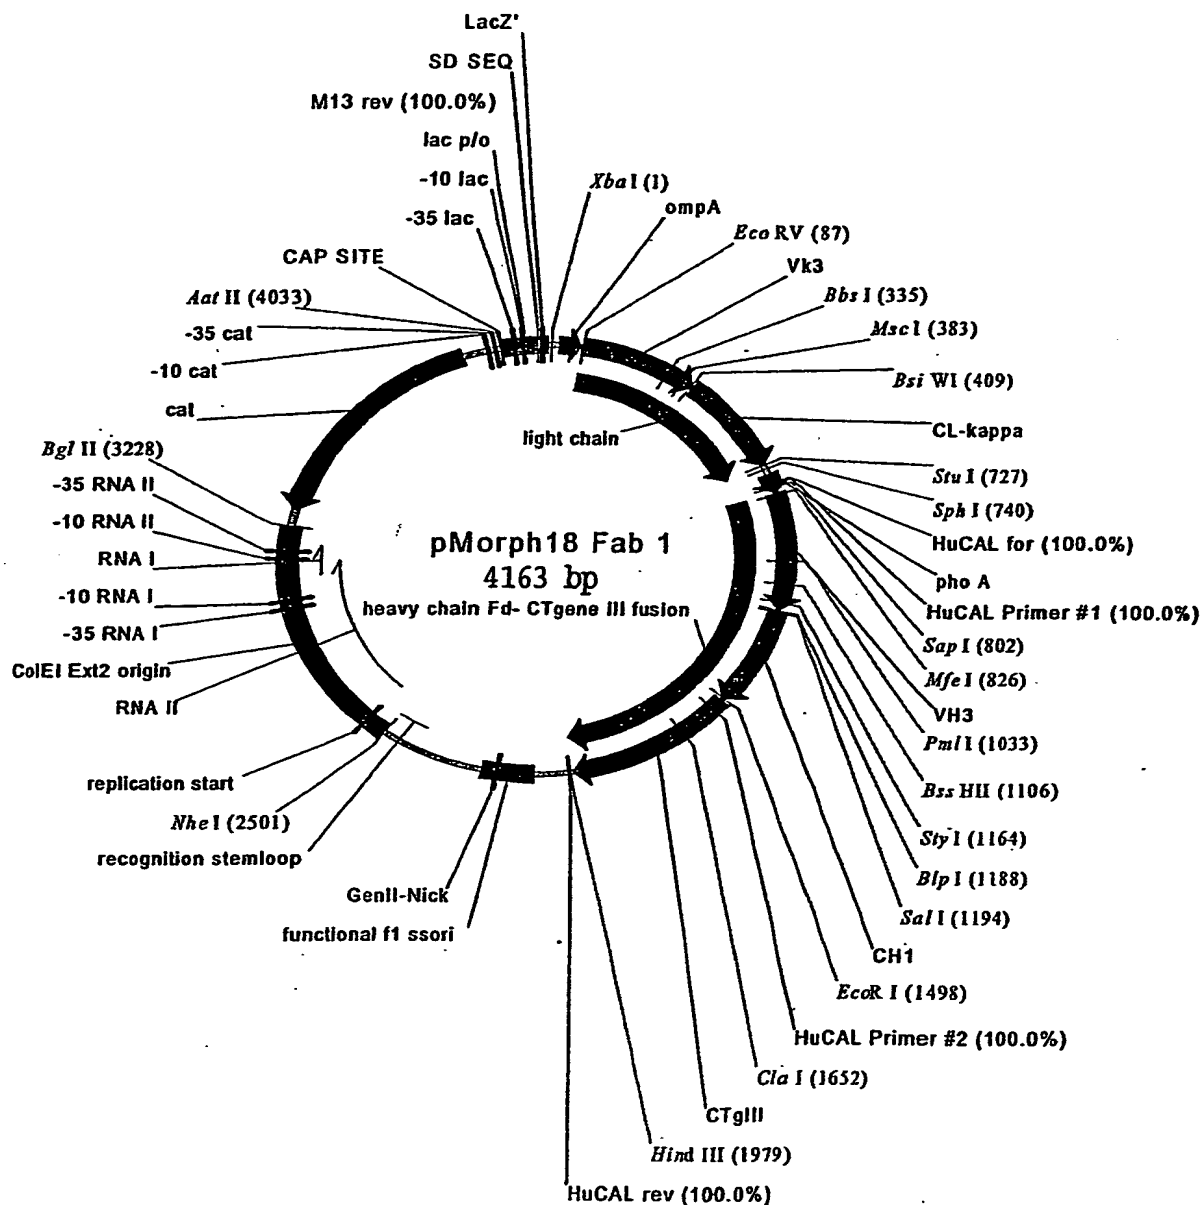 LacZ'
SD SEQ
M13 rev (100.0%)
lac p/o
-10 lac
-35 lac
CAP SITE
Aat II (4033)
-35 cat
-10 cat
cat
Bgl II (3228)
-35 RNA II
-10 RNA II
RNA I
-10 RNA I
-35 RNA I
ColEI Ext2 origin
RNA II
replication start
Nhe I (2501)
recognition stemloop
GenII-Nick
functional f1 ssori
Xba I (1)
ompA
Eco RV (87)
Vk3
Bbs I (335)
Msc I (383)
Bsi WI (409)
CL-kappa
Stu I (727)
Sph I (740)
HuCAL for (100.0%)
pho A
HuCAL Primer #1 (100.0%)
Sap I (802)
Mfe I (826)
VH3
Pml I (1033)
Bss HII (1106)
Sty I (1164)
Blp I (1188)
Sal I (1194)
CH1
EcoR I (1498)
HuCAL Primer #2 (100.0%)
Cla I (1652)
CTgIII
Hind III (1979)
HuCAL rev (100.0%)
light chain
pMorph18 Fab 1
4163 bp
heavy chain Fd- CTgene III fusion